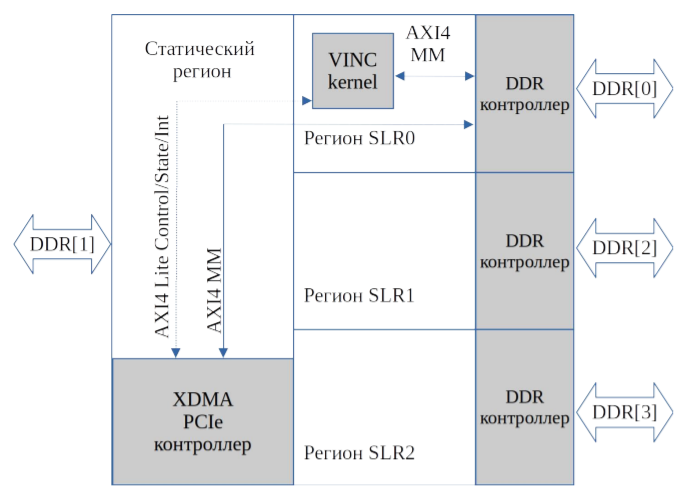 Статический
регион
VINC
kernel
AXI4
MM
DDR
контроллер
DDR[0]
Регион SLR0
AXI4 Lite Control/State/Int
AXI4 MM
DDR[1]
DDR
контроллер
DDR[2]
Регион SLR1
XDMA
PCIe
контроллер
DDR
контроллер
DDR[3]
Регион SLR2